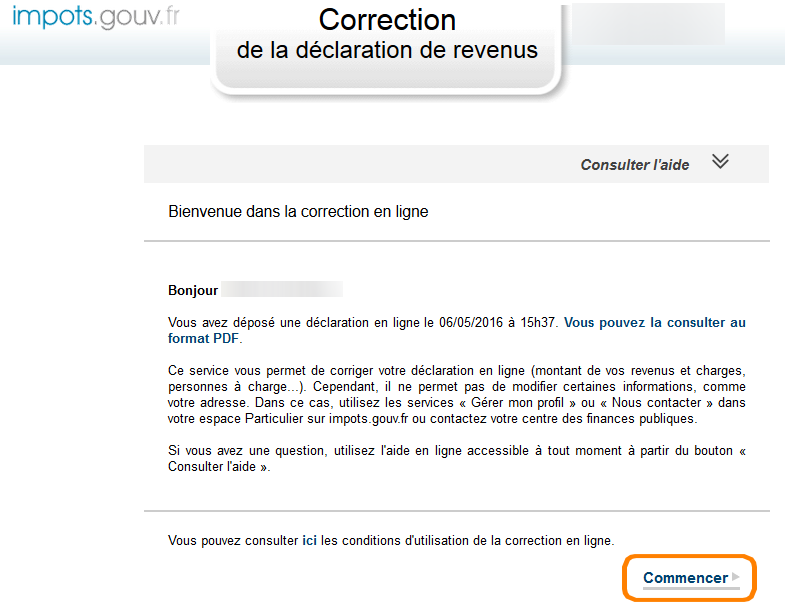 impots.gouv.fr
Correction
de la déclaration de revenus
Consulter l'aide
Bienvenue dans la correction en ligne
Bonjour
Vous avez déposé une déclaration en ligne le 06/05/2016 à 15h37. Vous pouvez la consulter au
format PDF.
Ce service vous permet de corriger votre déclaration en ligne (montant de vos revenus et charges,
personnes à charge...). Cependant, il ne permet pas de modifier certaines informations, comme
votre adresse. Dans ce cas, utilisez les services « Gérer mon profil » ou « Nous contacter » dans
votre espace Particulier sur impots.gouv.fr ou contactez votre centre des finances publiques.
Si vous avez une question, utilisez l'aide en ligne accessible à tout moment à partir du bouton «
Consulter l'aide ».
Vous pouvez consulter ici les conditions d'utilisation de la correction en ligne.
Commencer